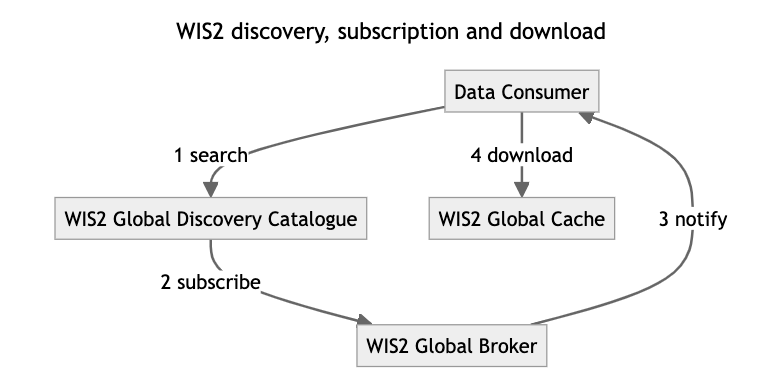 WIS2 discovery, subscription and download
Data Consumer
1 search
4 download
WIS2 Global Discovery Catalogue
WIS2 Global Cache
3 notify
2 subscribe
WIS2 Global Broker